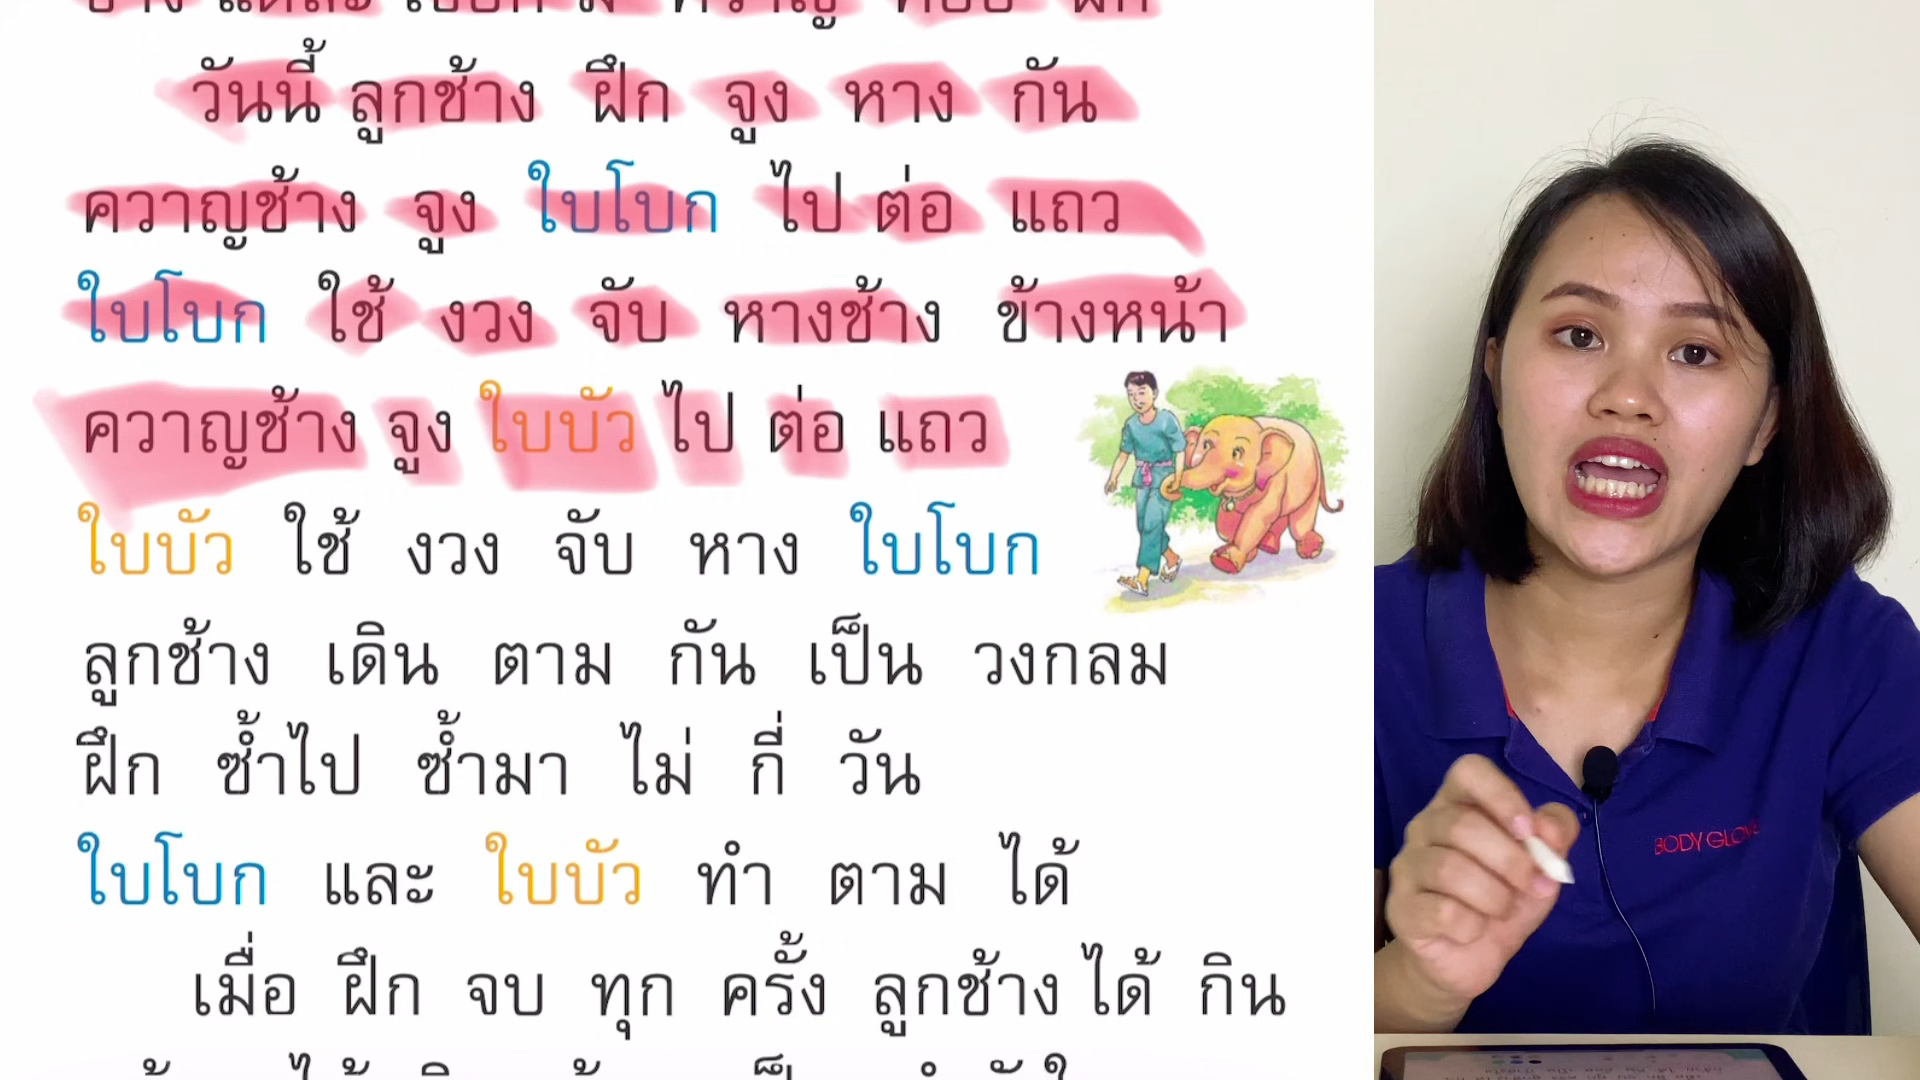 วันนี้ ลูกช้าง ฝึก จูง หาง กัน
ควาญช้าง จูง ใบโบก ไป ต่อ แถว
ใบโบก ใช้ งวง จับ หางช้าง ข้างหน้า
ควาญช้าง จูง ใบบัว ไป ต่อ แถว
ใบบัว ใช้ งวง จับ หาง ใบโบก
ลูกช้าง เดิน ตาม กัน เป็น วงกลม
ฝึก ซ้ำไป ซ้ำมา ไม่ กี่ วัน
ใบโบก และ ใบบัว ทำ ตาม ได้
เมื่อ ฝึก จบ ทุก ครั้ง ลูกช้าง ได้ กิน
BODY GLOVE